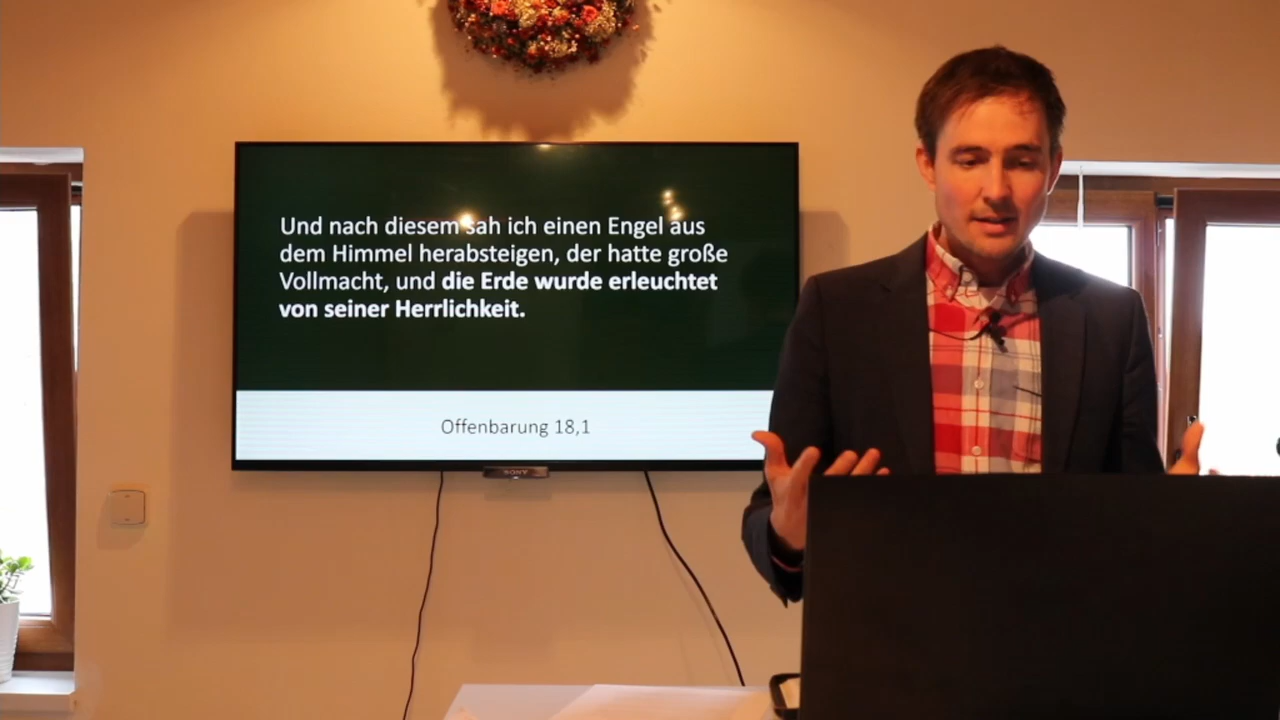 Und nach diesem sah ich einen Engel aus
dem Himmel herabsteigen, der hatte große
Vollmacht, und die Erde wurde erleuchtet
von seiner Herrlichkeit.
Offenbarung 18,1
SONY